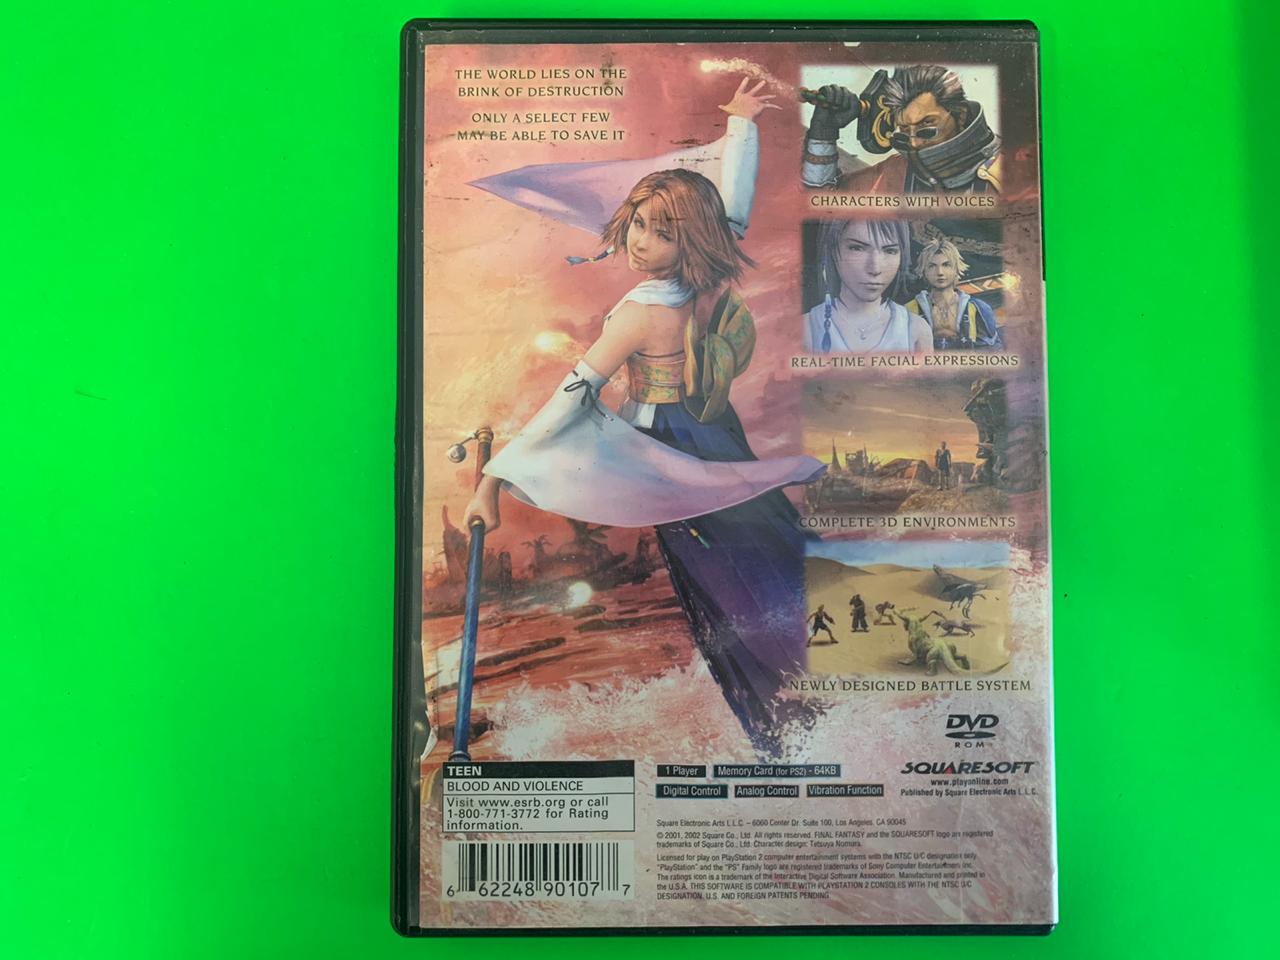 THE WORLD LIES ON THE
BRINK OF DESTRUCTION
ONLY A SELECT FEW
MAY BE ABLE TO SAVE IT
CHARACTERS WITH VOICES
REAL-TIME FACIAL EXPRESSIONS
COMPLETE 3D ENVIRONMENTS
NEWLY DESIGNED BATTLE SYSTEM
DVD
ROM
SQUARESOFT
www.playonline.com
Published by Square Electronic Arts L.L.C.
TEEN
BLOOD AND VIOLENCE
Visit www.esrb.org or call
1-800-771-3772 for Rating
information.
1 Player
Memory Card (for PS2) - 64KB
Digital Control
Analog Control
Vibration Function
Square Electronic Arts L.L.C. – 6060 Center Dr. Suite 100, Los Angeles, CA 90045
© 2001, 2002 Square Co., Ltd. All rights reserved. FINAL FANTASY and the SQUARESOFT logo are registered
trademarks of Square Co., Ltd. Character design: Tetsuya Nomura.
Licensed for play on PlayStation 2 computer entertainment systems with the NTSC U/C designation only.
"PlayStation" and the "PS" Family logo are registered trademarks of Sony Computer Entertainment Inc.
The ratings icon is a trademark of the Interactive Digital Software Association. Manufactured and printed in
the U.S.A. THIS SOFTWARE IS COMPATIBLE WITH PLAYSTATION 2 CONSOLES WITH THE NTSC U/C
DESIGNATION. U.S. AND FOREIGN PATENTS PENDING.
6 62248 90107 7